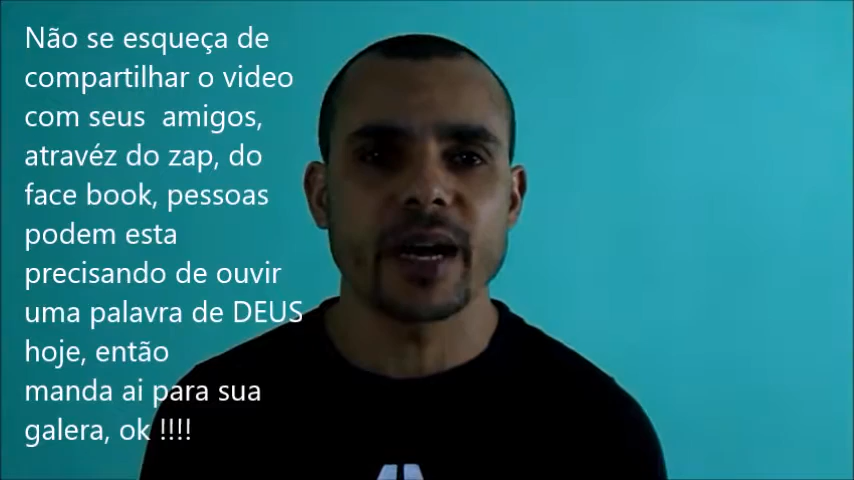 Não se esqueça de
compartilhar o video
com seus  amigos,
atravéz do zap, do
face book, pessoas
podem esta
precisando de ouvir
uma palavra de DEUS
hoje, então
manda ai para sua
galera, ok !!!!